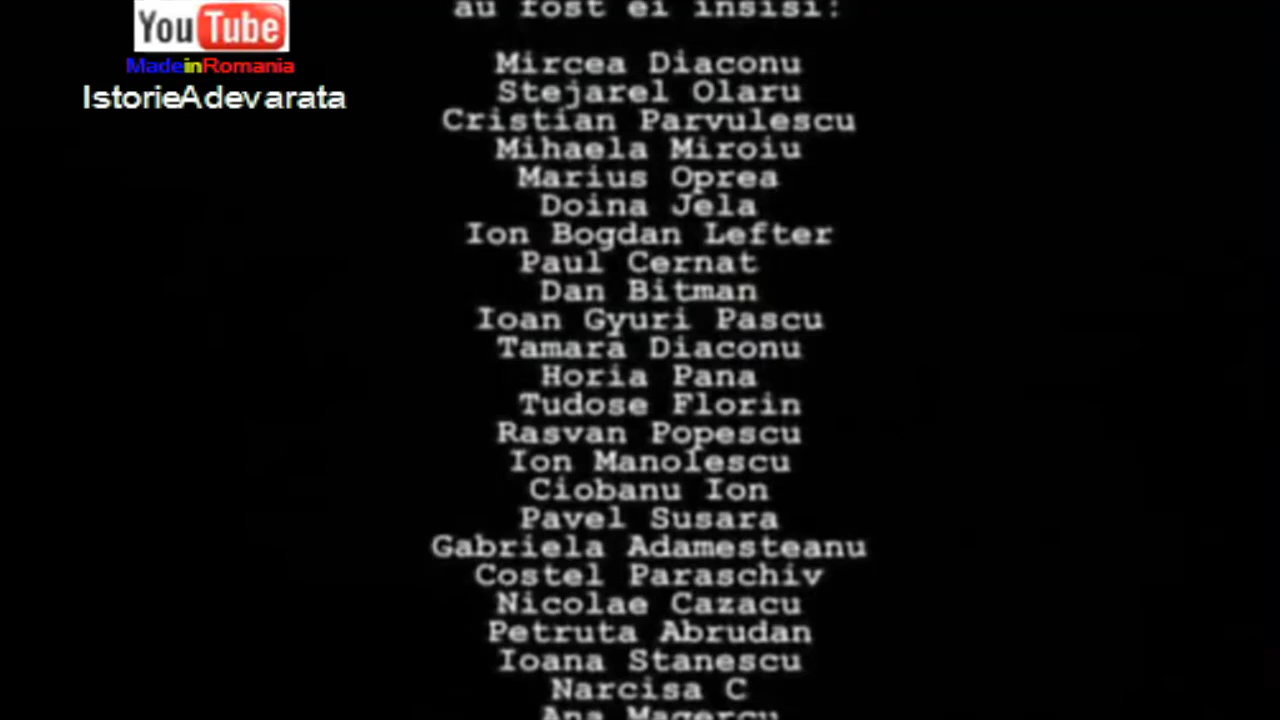 au fost ei insisi:
YouTube
MadeinRomania
IstorieAdevarata
Mircea Diaconu
Stejarel Olaru
Cristian Parvulescu
Mihaela Miroiu
Marius Oprea
Doina Jela
Ion Bogdan Lefter
Paul Cernat
Dan Bitman
Ioan Gyuri Pascu
Tamara Diaconu
Horia Pana
Tudose Florin
Rasvan Popescu
Ion Manolescu
Ciobanu Ion
Pavel Susara
Gabriela Adamesteanu
Costel Paraschiv
Nicolae Cazacu
Petruta Abrudan
Ioana Stanescu
Narcisa C
Ana Magercu